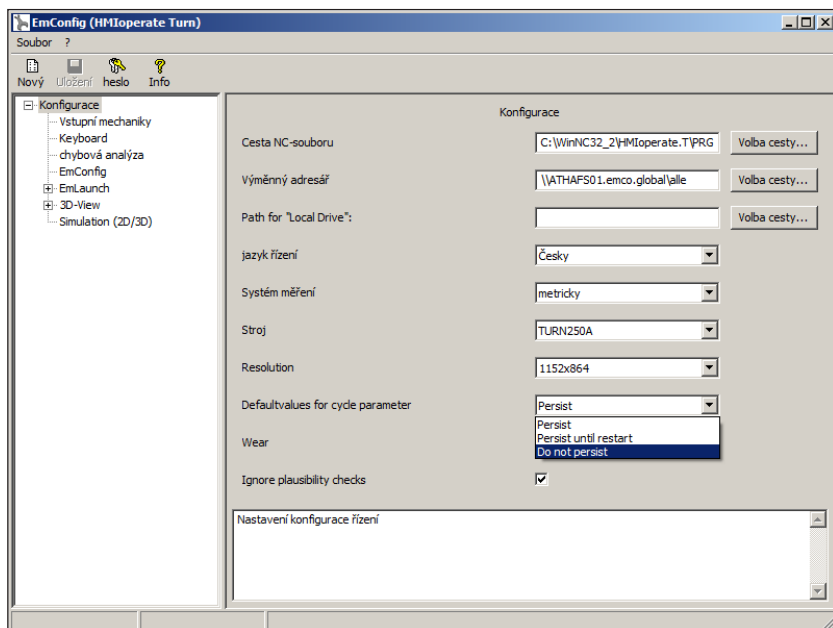 EmConfig (HMIoperate Turn)
Soubor ?
Nový Uložení heslo Info
Konfigurace
Vstupní mechaniky
Keyboard
chybová analýza
EmConfig
EmLaunch
3D-View
Simulation (2D/3D)
Konfigurace
Cesta NC-souboru C:\WinNC32_2\HMIoperate.T\PRG Volba cesty...
Výměnný adresář \\ATHAFS01.emco.global\alle Volba cesty...
Path for "Local Drive": Volba cesty...
jazyk řízení Česky
Systém měření metricky
Stroj TURN250A
Resolution 1152x864
Defaultvalues for cycle parameter Persist
Persist
Persist until restart
Wear Do not persist
Ignore plausibility checks
Nastavení konfigurace řízení